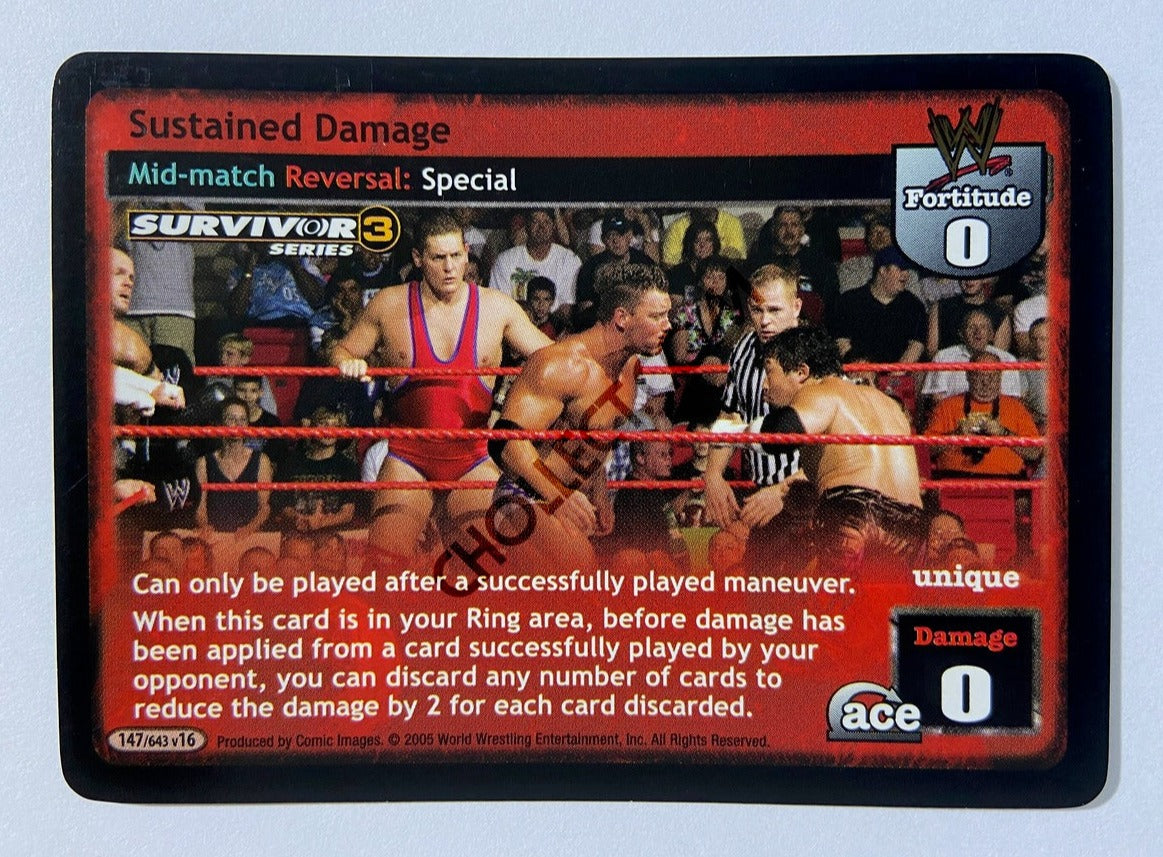 Sustained Damage
Mid-match Reversal: Special
W
Fortitude
0
SURVIVOR 3
SERIES
W
CHOLLECT
Can only be played after a successfully played maneuver.
unique
When this card is in your Ring area, before damage has
been applied from a card successfully played by your
opponent, you can discard any number of cards to
reduce the damage by 2 for each card discarded.
Damage
0
ace
147/643 v16
Produced by Comic Images. © 2005 World Wrestling Entertainment, Inc. All Rights Reserved.